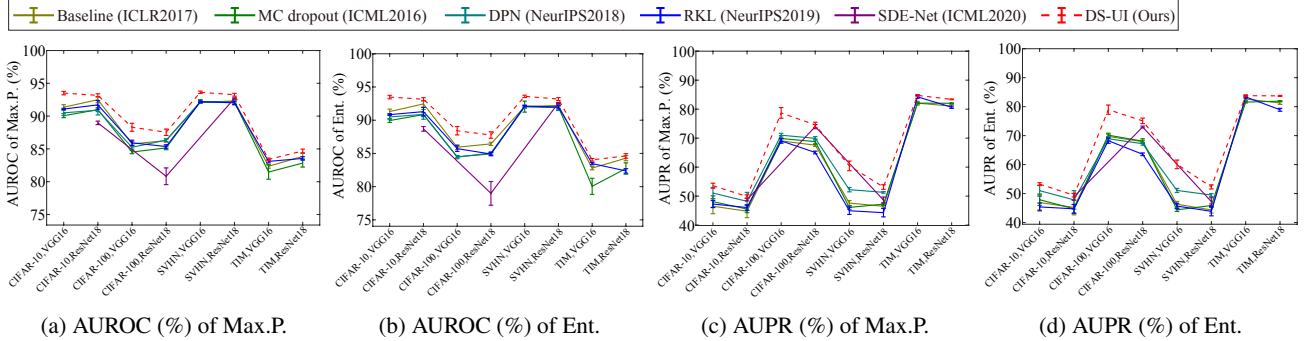 Baseline (ICLR2017) MC dropout (ICML2016) DPN (NeurIPS2018) RKL (NeurIPS2019) SDE-Net (ICML2020) DS-UI (Ours)
AUROC of Max.P. (%)
100
95
90
85
80
75
CIFAR-10,VGG16
CIFAR-10,ResNet18
CIFAR-100,VGG16
CIFAR-100,ResNet18
SVHN,VGG16
SVHN,ResNet18
TIM,VGG16
TIM,ResNet18
(a) AUROC (%) of Max.P.
AUROC of Ent. (%)
100
95
90
85
80
75
CIFAR-10,VGG16
CIFAR-10,ResNet18
CIFAR-100,VGG16
CIFAR-100,ResNet18
SVHN,VGG16
SVHN,ResNet18
TIM,VGG16
TIM,ResNet18
(b) AUROC (%) of Ent.
AUPR of Max.P. (%)
100
90
80
70
60
50
40
CIFAR-10,VGG16
CIFAR-10,ResNet18
CIFAR-100,VGG16
CIFAR-100,ResNet18
SVHN,VGG16
SVHN,ResNet18
TIM,VGG16
TIM,ResNet18
(c) AUPR (%) of Max.P.
AUPR of Ent. (%)
100
90
80
70
60
50
40
CIFAR-10,VGG16
CIFAR-10,ResNet18
CIFAR-100,VGG16
CIFAR-100,ResNet18
SVHN,VGG16
SVHN,ResNet18
TIM,VGG16
TIM,ResNet18
(d) AUPR (%) of Ent.